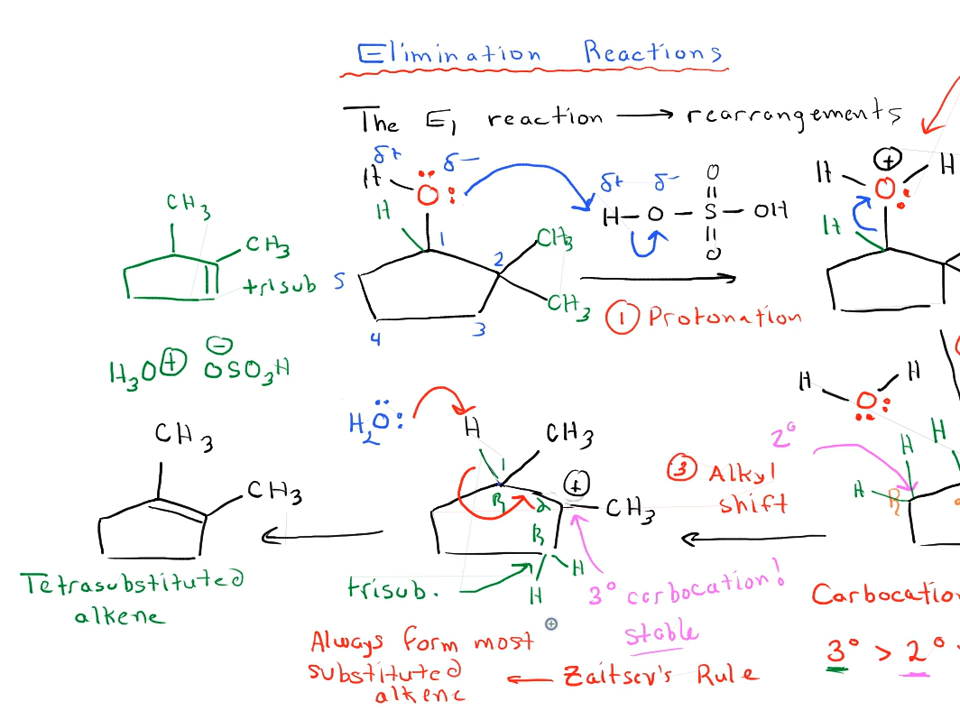 Elimination Reactions
The E1 reaction → rearrangements
δ+ δ-
H O: H
1 2 3 4 5
CH3
CH3
δ+ δ-
H-O-S-OH
O
O
① Protonation
⊕
H O: H
H
CH3
CH3
trisub
H3O⊕ ⊖OSO3H
H O: H
H2O:
H
CH3
⊕
CH3
1
β α
β
H
H
trisub.
3° carbocation!
stable
③ Alkyl
shift
2°
H H
H β
CH3
CH3
Tetrasubstituted
alkene
Carbocation
3° > 2°
Always form most
substituted
alkene
← Zaitsev's Rule